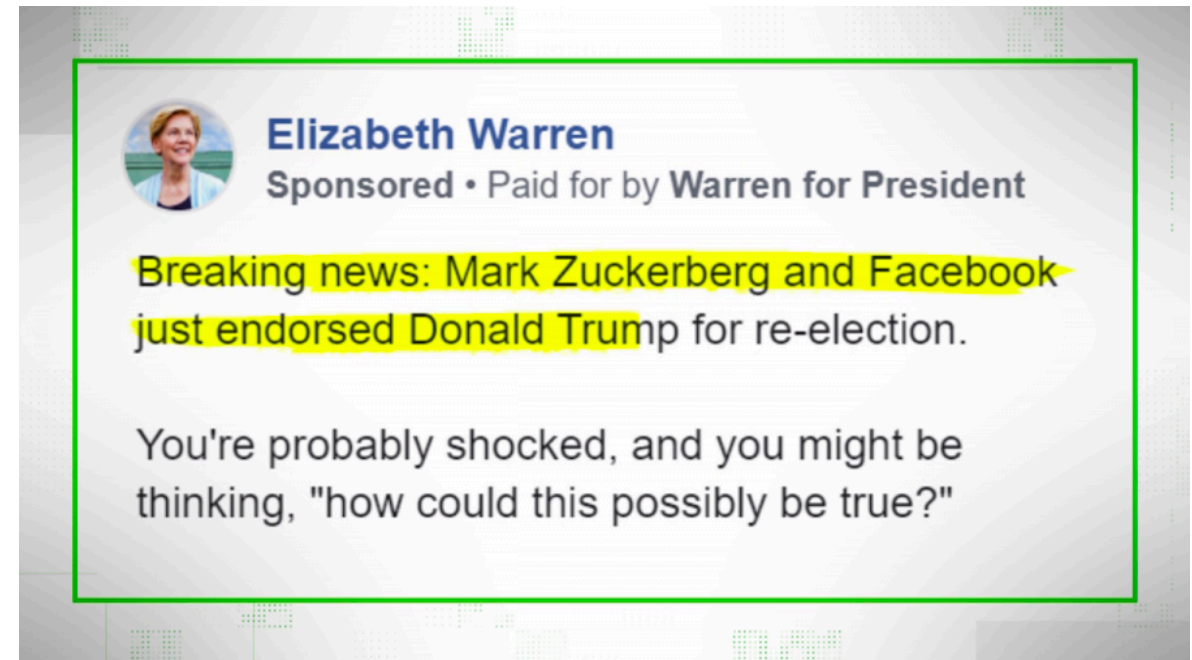 Elizabeth Warren
Sponsored • Paid for by Warren for President
Breaking news: Mark Zuckerberg and Facebook
just endorsed Donald Trump for re-election.
You're probably shocked, and you might be
thinking, "how could this possibly be true?"